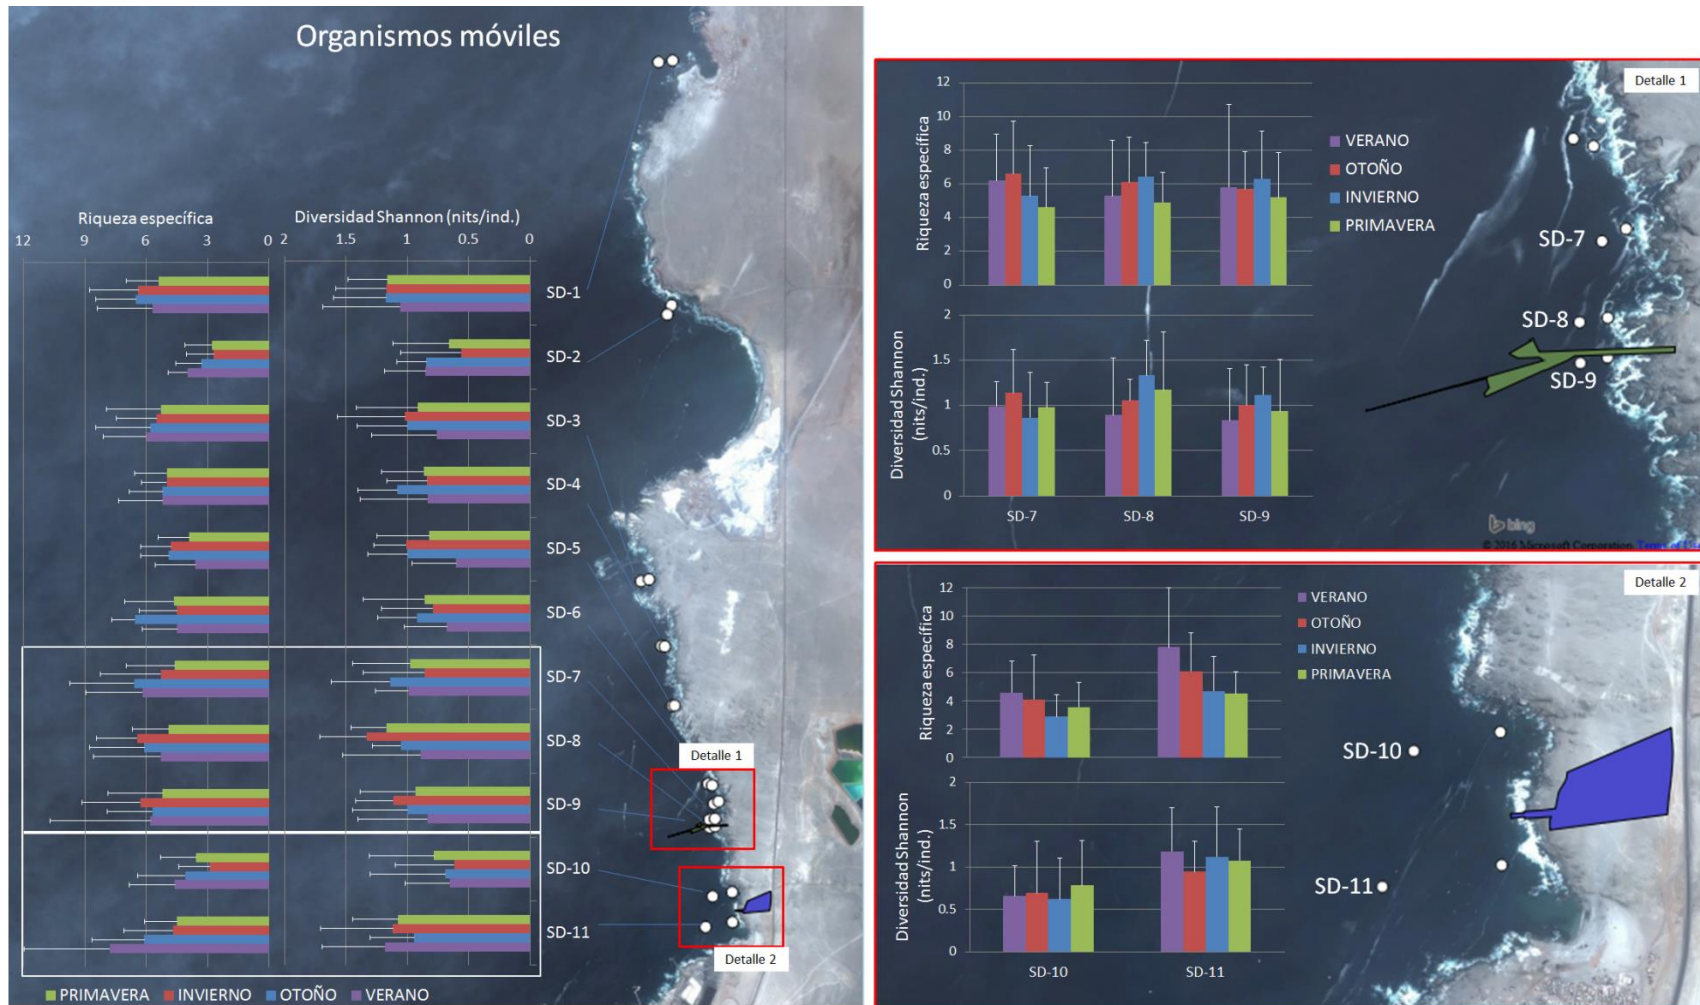 Organismos móviles
Riqueza específica
Diversidad Shannon (nits/ind.)
12 9 6 3 0
2 1.5 1 0.5 0
SD-1
SD-2
SD-3
SD-4
SD-5
SD-6
SD-7
SD-8
SD-9
SD-10
SD-11
Detalle 1
Detalle 2
PRIMAVERA INVIERNO OTOÑO VERANO
Detalle 1
Riqueza específica
12
10
8
6
4
2
0
VERANO
OTOÑO
INVIERNO
PRIMAVERA
Diversidad Shannon
(nits/ind.)
2
1.5
1
0.5
0
SD-7 SD-8 SD-9
SD-7
SD-8
SD-9
bing
© 2016 Microsoft Corporation Terms of Use
Detalle 2
Riqueza específica
12
10
8
6
4
2
0
VERANO
OTOÑO
INVIERNO
PRIMAVERA
Diversidad Shannon
(nits/ind.)
2
1.5
1
0.5
0
SD-10 SD-11
SD-10
SD-11